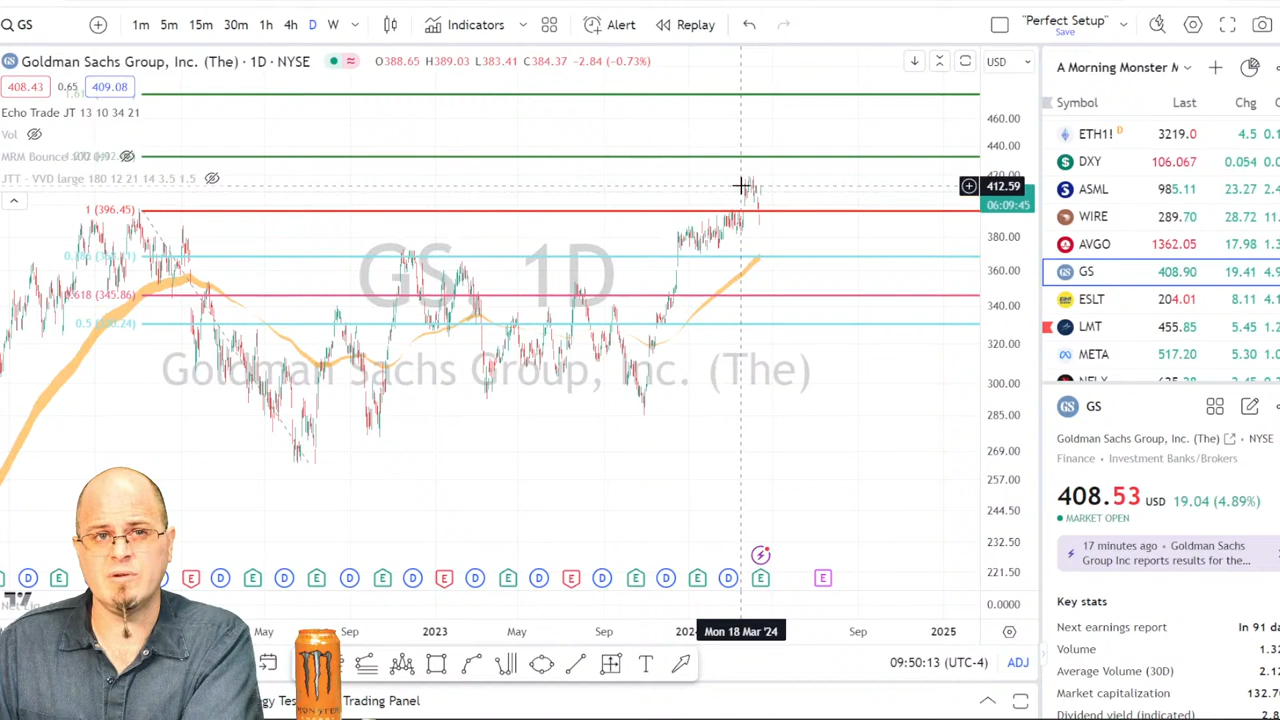 GS
1m 5m 15m 30m 1h 4h D W
Indicators
Alert
Replay
"Perfect Setup"
Save
Goldman Sachs Group, Inc. (The) · 1D · NYSE
O388.65 H389.03 L383.41 C384.37 -2.84 (-0.73%)
USD
408.43 0.65 409.08
Echo Trade JT 13 10 34 21
Vol
MRM Bounce
JTT - VVD large 180 12 21 14 3.5 1.5
1 (396.45)
0.618 (345.86)
GS, 1D
Goldman Sachs Group, Inc. (The)
460.00
440.00
412.59
06:09:45
380.00
360.00
340.00
320.00
300.00
285.00
269.00
257.00
244.50
232.50
221.50
0.0000
D E E D D E D E D E D E D E D E D E D E E
May Sep 2023 May Sep Mon 18 Mar '24 Sep 2025
09:50:13 (UTC-4) ADJ
Trading Panel
MONSTER
A Morning Monster
Symbol Last Chg
ETH1! D 3219.0 4.5
DXY 106.067 0.054
ASML 985.11 23.27
WIRE 289.70 28.72
AVGO 1362.05 17.98
GS 408.90 19.41
ESLT 204.01 8.11
LMT 455.85 5.45
META 517.20 5.30
GS
Goldman Sachs Group, Inc. (The) • NYSE
Finance • Investment Banks/Brokers
408.53 USD 19.04 (4.89%)
MARKET OPEN
17 minutes ago • Goldman Sachs
Group Inc reports results for the...
Key stats
Next earnings report In 91
Volume 1.32
Average Volume (30D)
Market capitalization
Dividend yield (indicated)